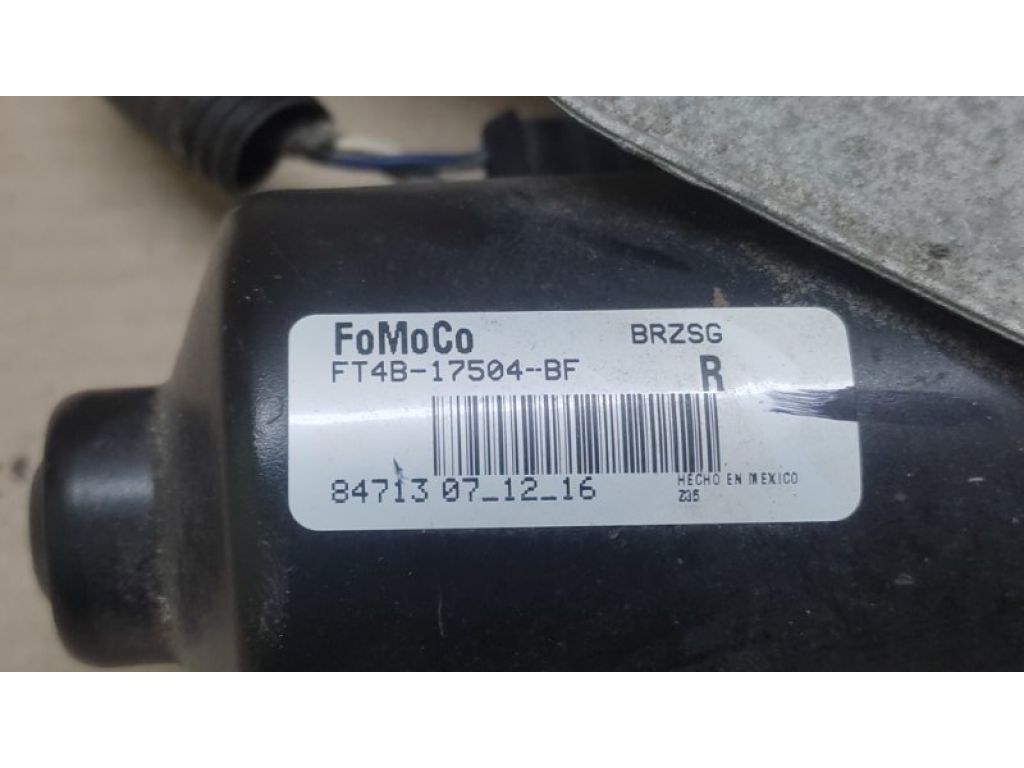 FoMoCo BRZSG
FT4B-17504--BF R
84713 07_12_16 HECHO EN MEXICO
Z35